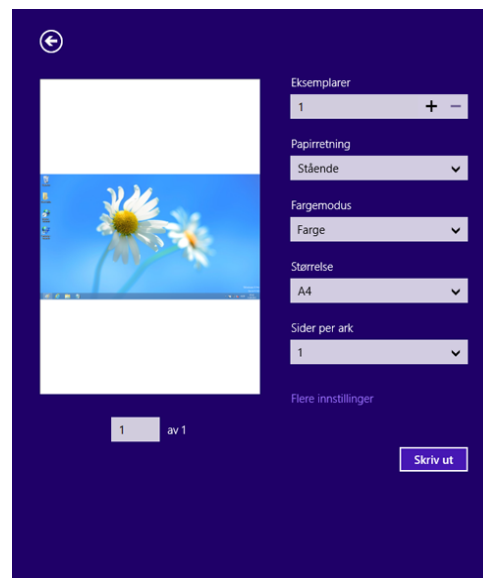 Eksemplarer
1
Papirretning
Stående
Fargemodus
Farge
Størrelse
A4
Sider per ark
1
Flere innstillinger
1 av 1
Skriv ut